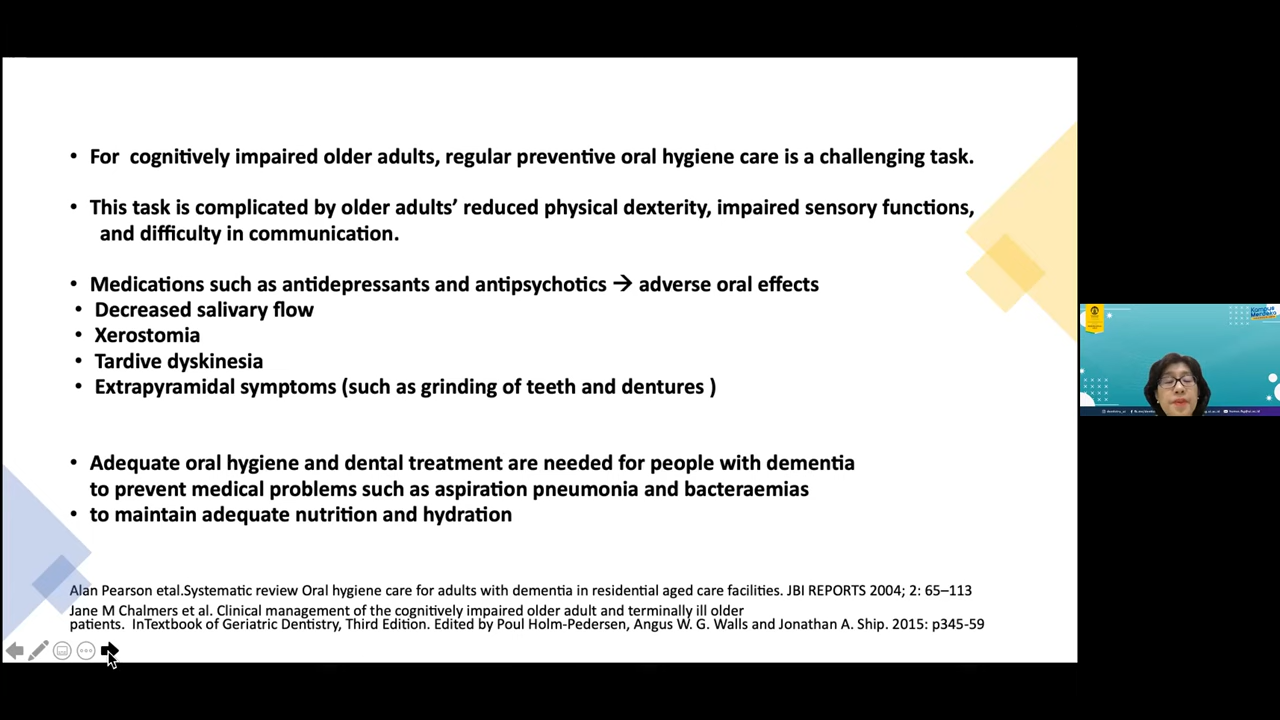 • For cognitively impaired older adults, regular preventive oral hygiene care is a challenging task.
• This task is complicated by older adults’ reduced physical dexterity, impaired sensory functions,
and difficulty in communication.
• Medications such as antidepressants and antipsychotics → adverse oral effects
• Decreased salivary flow
• Xerostomia
• Tardive dyskinesia
• Extrapyramidal symptoms (such as grinding of teeth and dentures )
• Adequate oral hygiene and dental treatment are needed for people with dementia
to prevent medical problems such as aspiration pneumonia and bacteraemias
• to maintain adequate nutrition and hydration
Alan Pearson etal.Systematic review Oral hygiene care for adults with dementia in residential aged care facilities. JBI REPORTS 2004; 2: 65–113
Jane M Chalmers et al. Clinical management of the cognitively impaired older adult and terminally ill older
patients. InTextbook of Geriatric Dentistry, Third Edition. Edited by Poul Holm-Pedersen, Angus W. G. Walls and Jonathan A. Ship. 2015: p345-59
Kampus
Merdeka